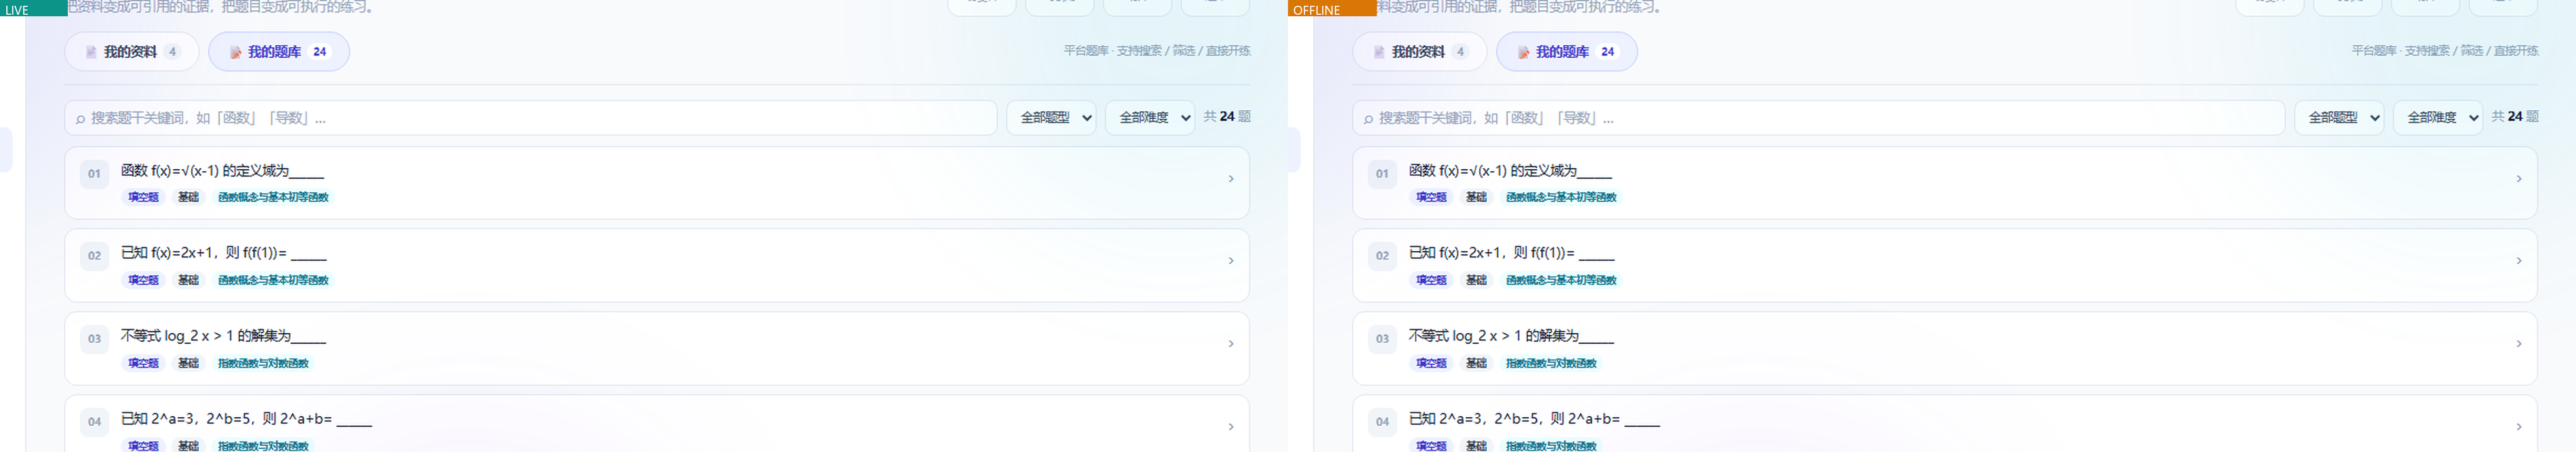 LIVE
把资料变成可引用的证据，把题目变成可执行的练习。
我的资料 4 我的题库 24 平台题库 · 支持搜索 / 筛选 / 直接开练
搜索题干关键词，如「函数」「导数」... 全部题型 全部难度 共 24 题
01 函数 f(x)=√(x-1) 的定义域为_____
填空题 基础 函数概念与基本初等函数
02 已知 f(x)=2x+1，则 f(f(1))= _____
填空题 基础 函数概念与基本初等函数
03 不等式 log_2 x > 1 的解集为_____
填空题 基础 指数函数与对数函数
04 已知 2^a=3，2^b=5，则 2^a+b= _____
填空题 基础 指数函数与对数函数
OFFLINE
料变成可引用的证据，把题目变成可执行的练习。
我的资料 4 我的题库 24 平台题库 · 支持搜索 / 筛选 / 直接开练
搜索题干关键词，如「函数」「导数」... 全部题型 全部难度 共 24 题
01 函数 f(x)=√(x-1) 的定义域为_____
填空题 基础 函数概念与基本初等函数
02 已知 f(x)=2x+1，则 f(f(1))= _____
填空题 基础 函数概念与基本初等函数
03 不等式 log_2 x > 1 的解集为_____
填空题 基础 指数函数与对数函数
04 已知 2^a=3，2^b=5，则 2^a+b= _____
填空题 基础 指数函数与对数函数